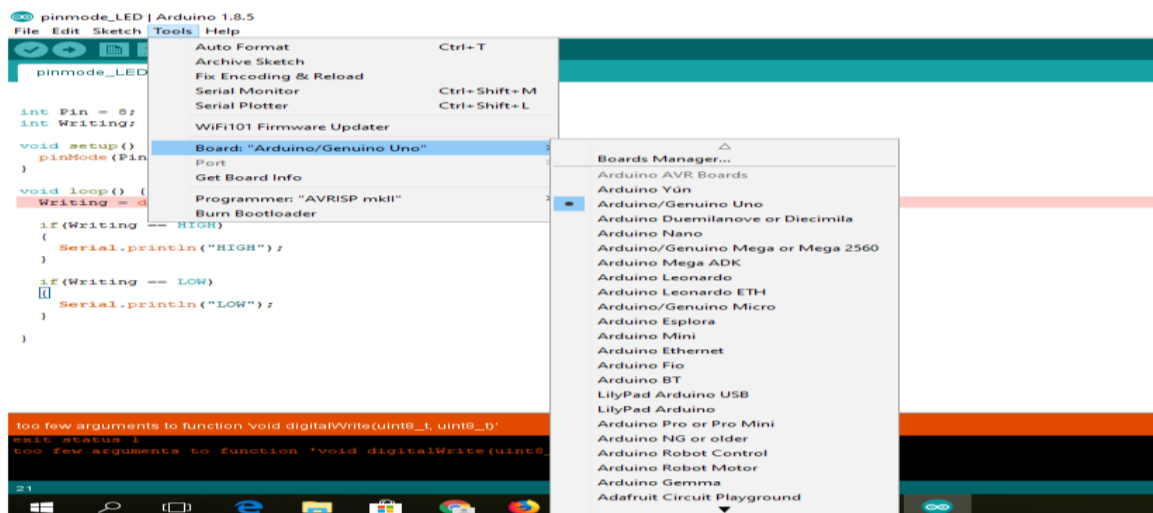 pinmode_LED | Arduino 1.8.5
File Edit Sketch Tools Help
pinmode_LED
int Pin = 8;
int Writing;
void setup()
pinMode(Pin
}
void loop() {
Writing = d
if(Writing == HIGH)
{
Serial.println("HIGH");
}
if(Writing == LOW)
{
Serial.println("LOW");
}
}
Auto Format Ctrl+T
Archive Sketch
Fix Encoding & Reload
Serial Monitor Ctrl+Shift+M
Serial Plotter Ctrl+Shift+L
WiFi101 Firmware Updater
Board: "Arduino/Genuino Uno"
Port
Get Board Info
Programmer: "AVRISP mkII"
Burn Bootloader
Boards Manager...
Arduino AVR Boards
Arduino Yún
Arduino/Genuino Uno
Arduino Duemilanove or Diecimila
Arduino Nano
Arduino/Genuino Mega or Mega 2560
Arduino Mega ADK
Arduino Leonardo
Arduino Leonardo ETH
Arduino/Genuino Micro
Arduino Esplora
Arduino Mini
Arduino Ethernet
Arduino Fio
Arduino BT
LilyPad Arduino USB
LilyPad Arduino
Arduino Pro or Pro Mini
Arduino NG or older
Arduino Robot Control
Arduino Robot Motor
Arduino Gemma
Adafruit Circuit Playground
too few arguments to function 'void digitalWrite(uint8_t, uint8_t)'
exit status 1
too few arguments to function 'void digitalWrite(uint8_
21